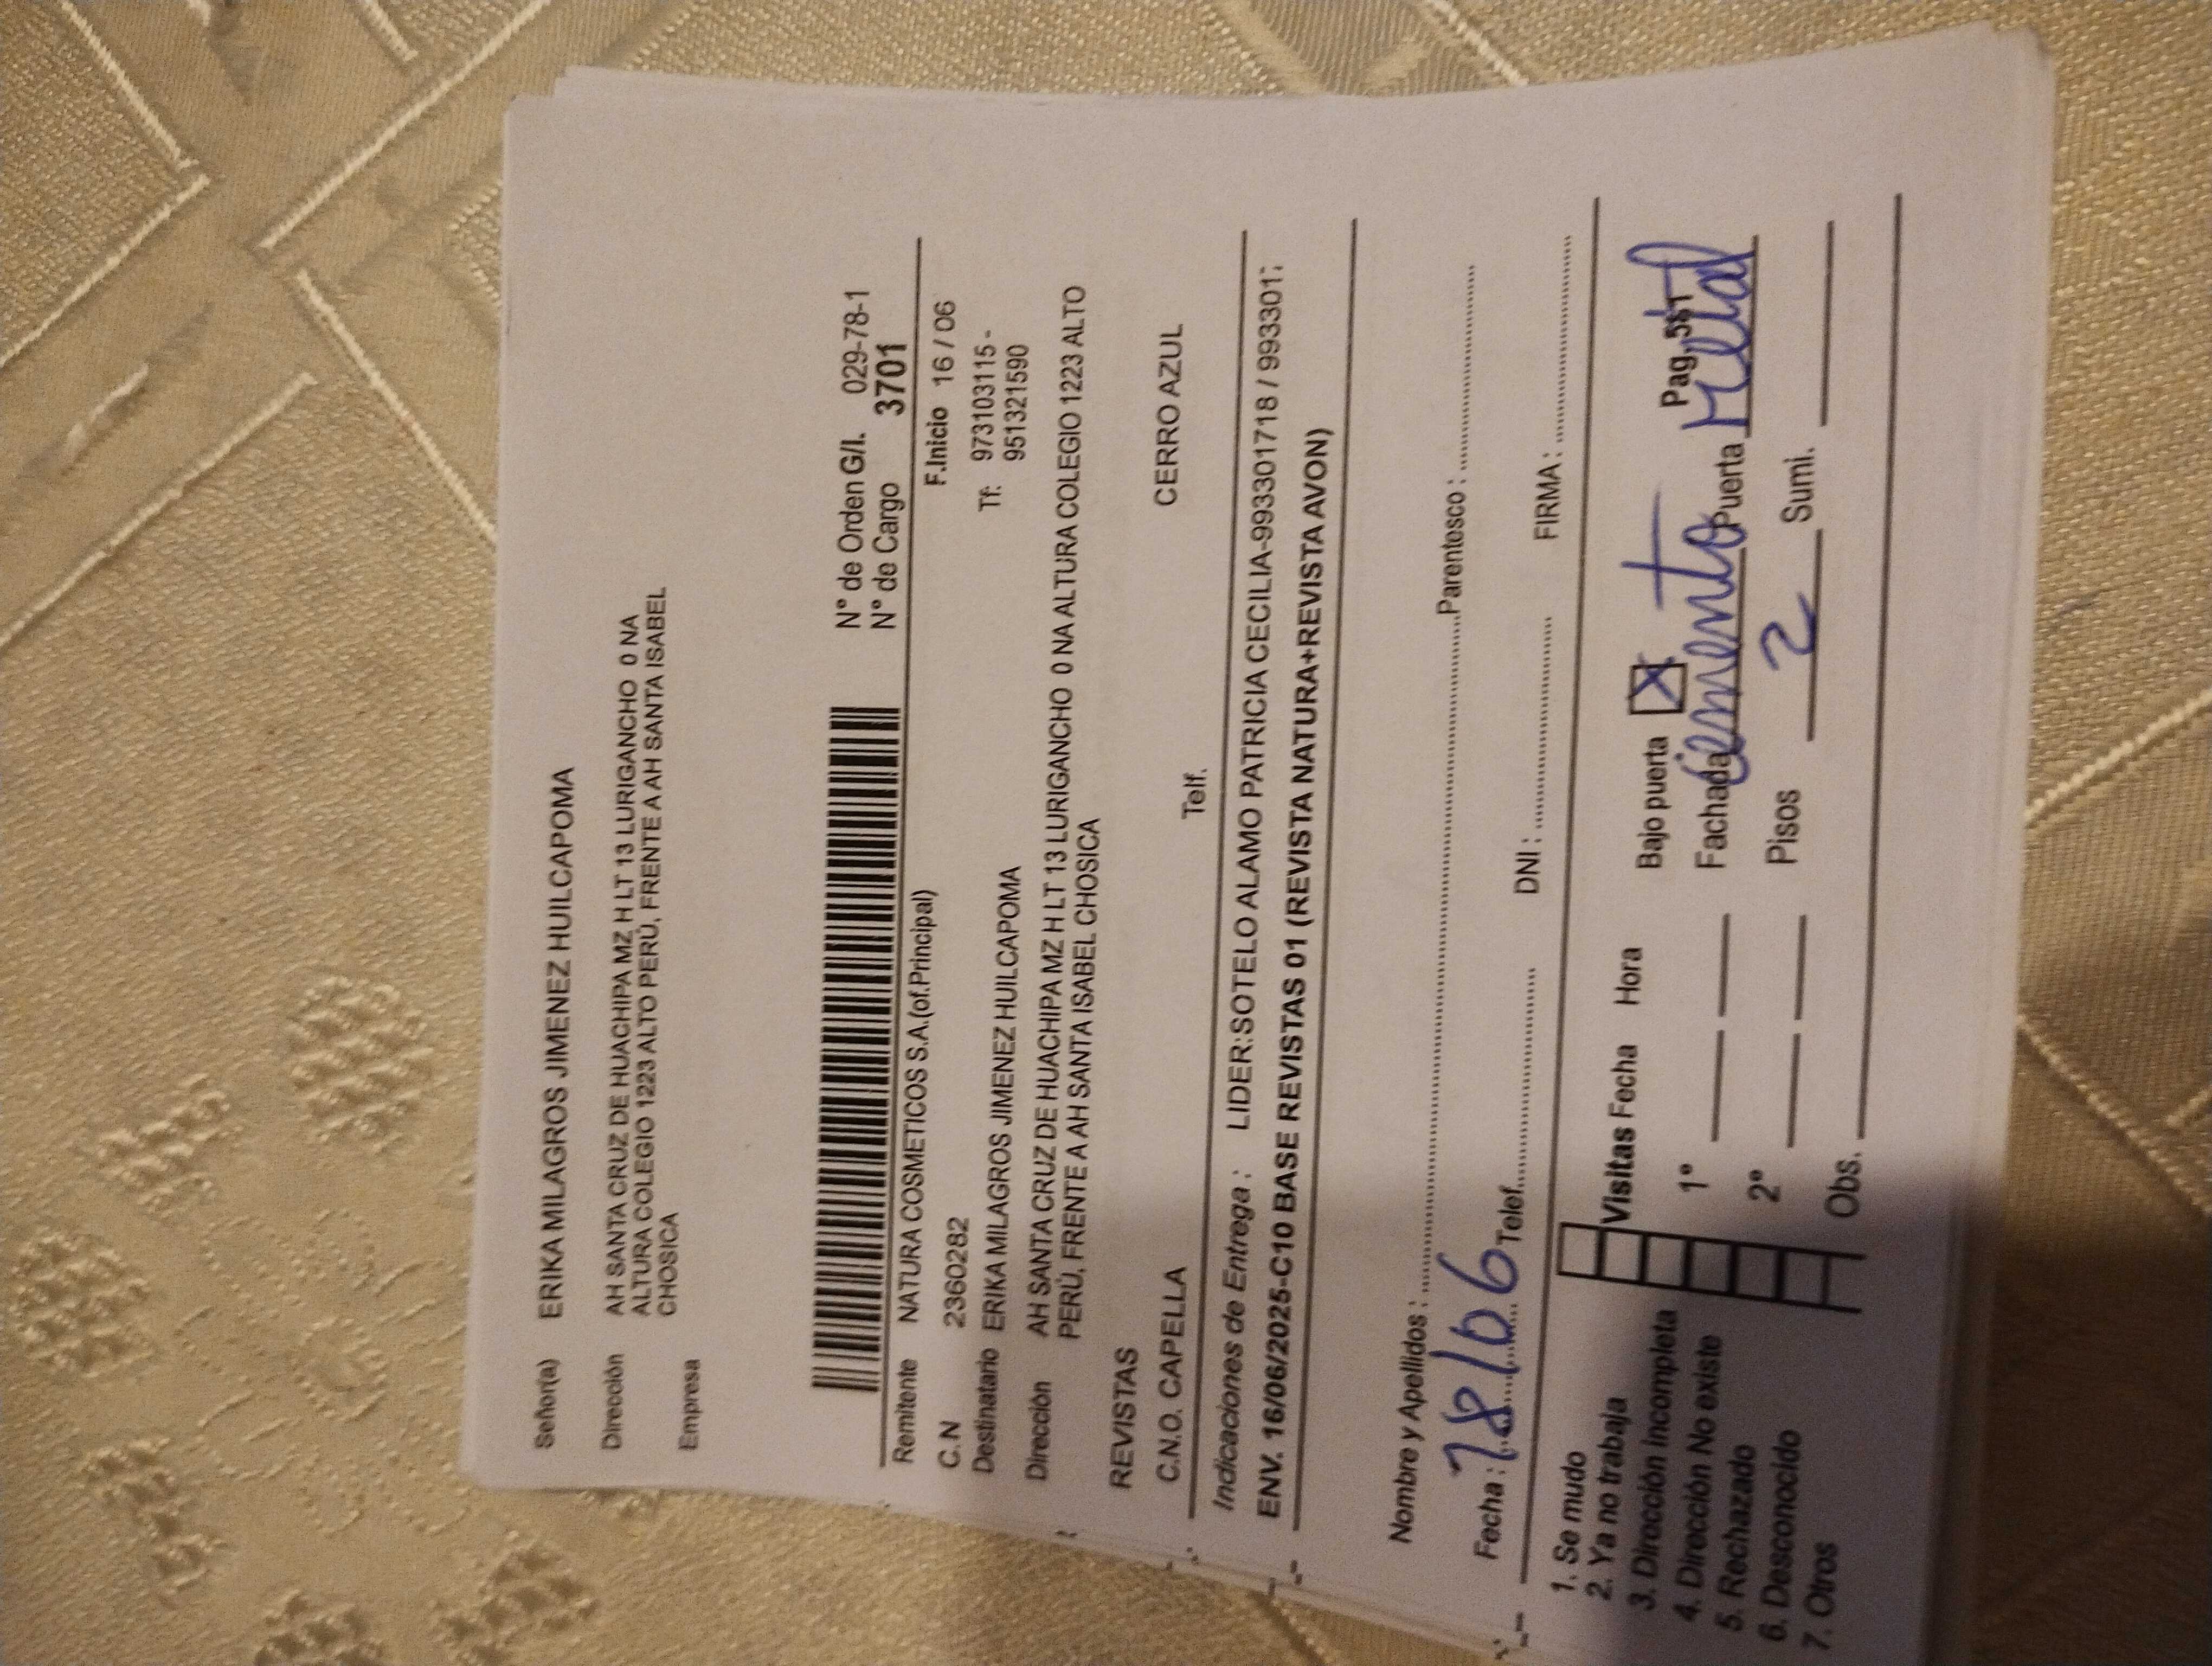 Señor(a) ERIKA MILAGROS JIMENEZ HUILCAPOMA
Dirección AH SANTA CRUZ DE HUACHIPA MZ H LT 13 LURIGANCHO 0 NA
ALTURA COLEGIO 1223 ALTO PERÚ, FRENTE A AH SANTA ISABEL
CHOSICA
Empresa
N° de Orden G/I. 029-78-1
N° de Cargo 3701
Remitente NATURA COSMETICOS S.A.(of.Principal) F.Inicio 16 / 06
C.N 2360282 Tf: 973103115 -
951321590
Destinatario ERIKA MILAGROS JIMENEZ HUILCAPOMA
Dirección AH SANTA CRUZ DE HUACHIPA MZ H LT 13 LURIGANCHO 0 NA ALTURA COLEGIO 1223 ALTO
PERÚ, FRENTE A AH SANTA ISABEL CHOSICA
REVISTAS
C.N.O. CAPELLA Telf. CERRO AZUL
Indicaciones de Entrega : LIDER:SOTELO ALAMO PATRICIA CECILIA-993301718 / 993301
ENV. 16/06/2025-C10 BASE REVISTAS 01 (REVISTA NATURA+REVISTA AVON)
Nombre y Apellidos : Parentesco :
Fecha : 18/06 Telef. DNI : FIRMA :
1. Se mudo
2. Ya no trabaja
3. Dirección Incompleta
4. Dirección No existe
5. Rechazado
6. Desconocido
7. Otros
Visitas Fecha Hora Bajo puerta X Pag.
1° Fachada Cemento Puerta Metal
2° Pisos 2 Sumi.
Obs.